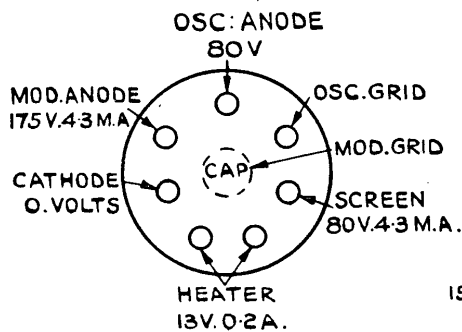 OSC: ANODE
80V
MOD.ANODE
175V.4·3 M.A
OSC.GRID
MOD.GRID
CAP
CATHODE
0.VOLTS
SCREEN
80V.4·3 M.A.
HEATER
13V. 0·2A.
15